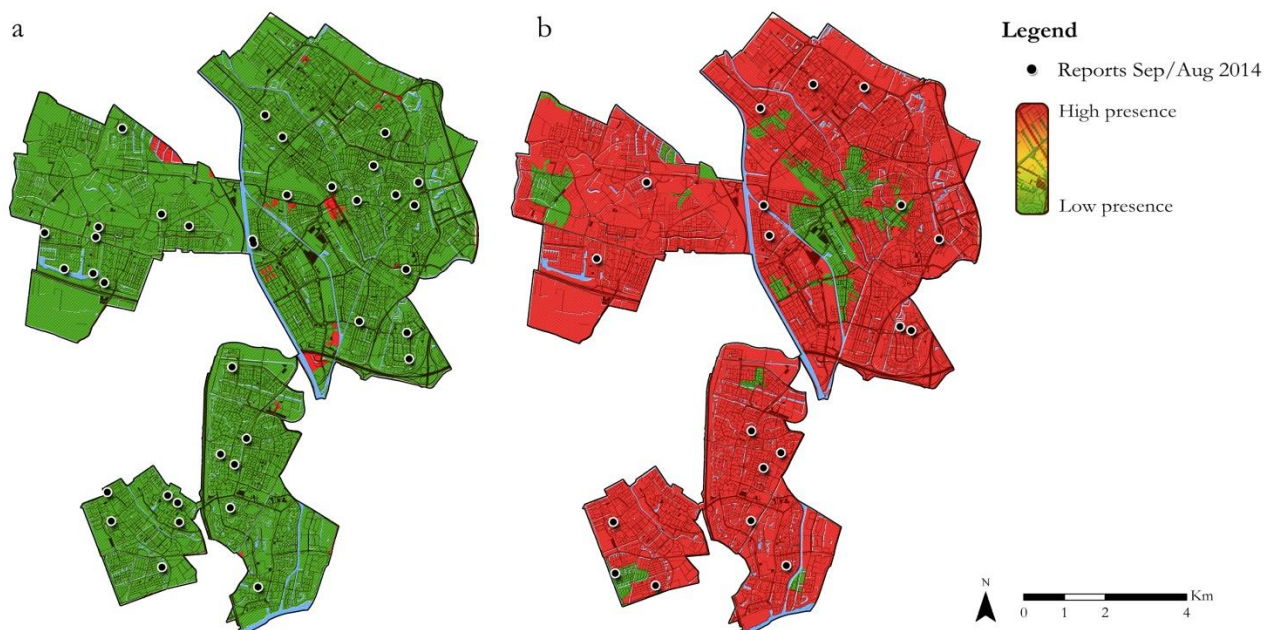 a
b
Legend
Reports Sep/Aug 2014
High presence
Low presence
N
Km
0 1 2 4